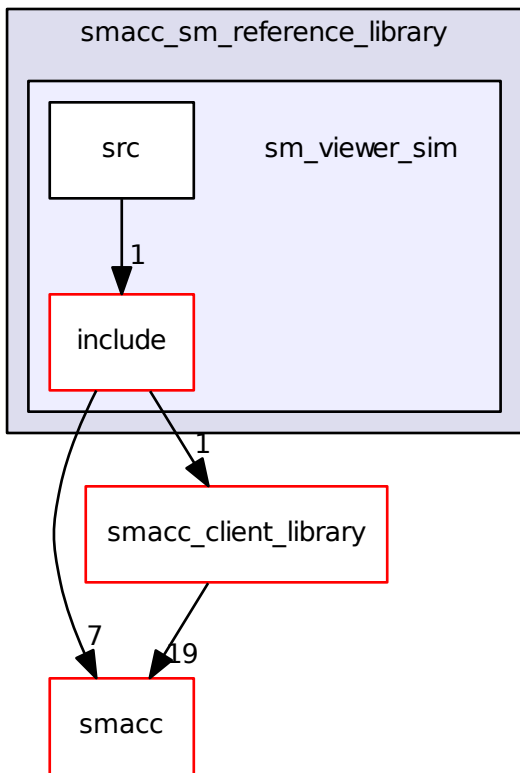 smacc_sm_reference_library
src
sm_viewer_sim
1
include
1
smacc_client_library
7
19
smacc